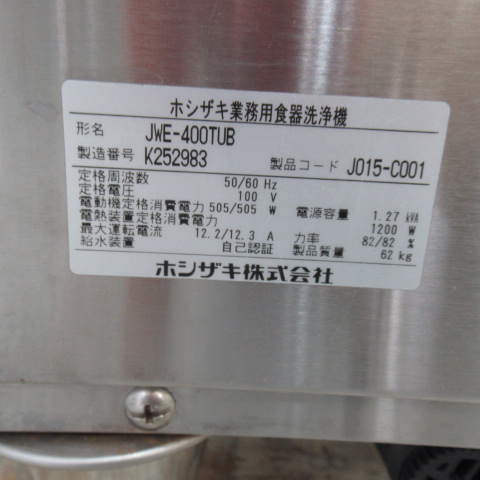 ホシザキ業務用食器洗浄機
形名 JWE-400TUB
製造番号 K252983 製品コード J015-C001
定格周波数 50/60 Hz
定格電圧 100 V
電動機定格消費電力 505/505 W 電源容量 1.27 kVA
電熱装置定格消費電力 1200 W
最大運転電流 12.2/12.3 A 力率 82/82 %
給水装置 自己認証 製品質量 62 kg
ホシザキ株式会社